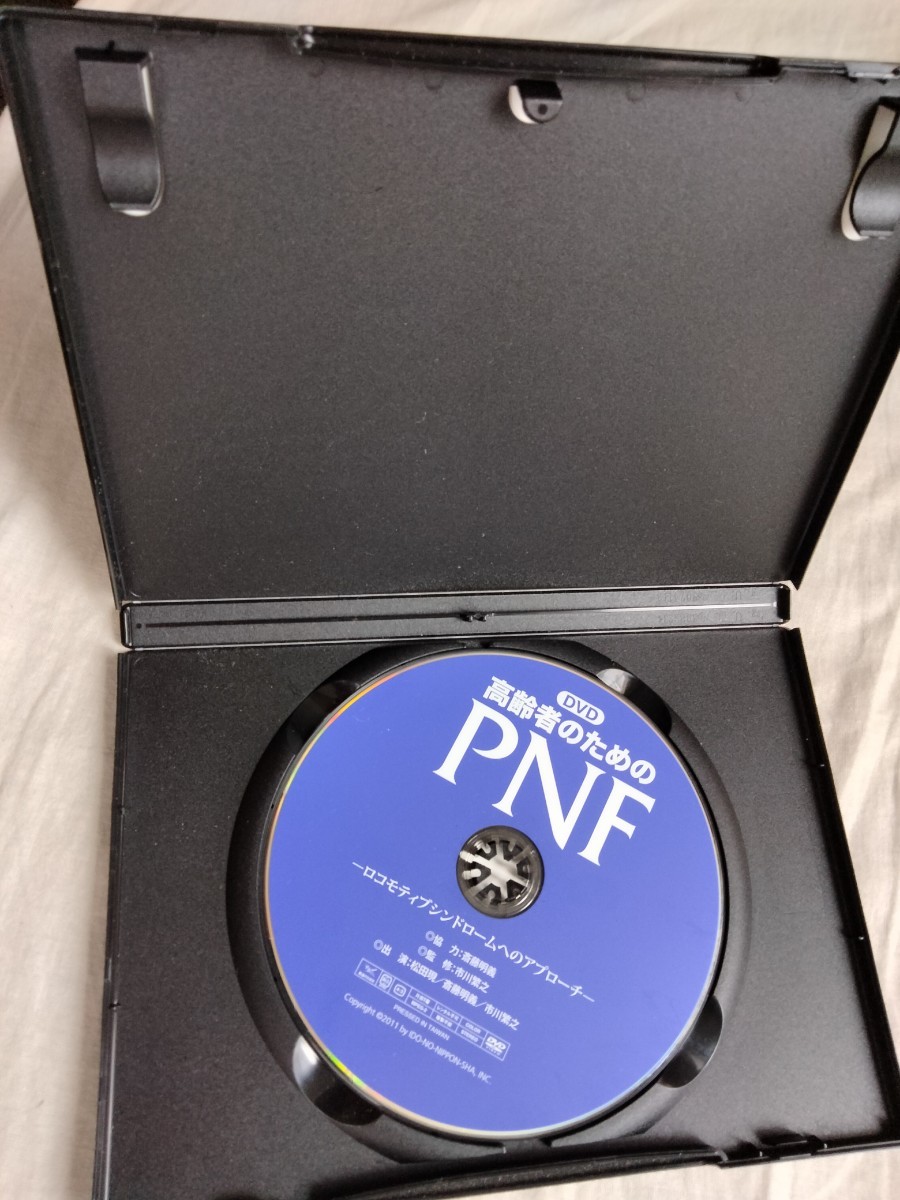 DVD
高齢者のための
PNF
―ロコモティブシンドロームへのアプローチ―
◎協 力:斎藤明義
◎監 修:市川繁之
◎出 演:松田現/斎藤明義/市川繁之
COLOR
DVD
PRESSED IN TAIWAN
Copyright ©2011 by IDO-NO-NIPPON-SHA, INC.